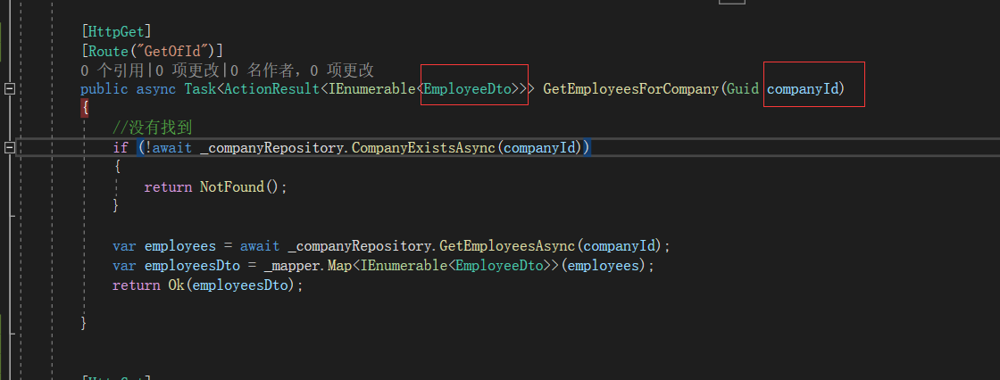 [HttpGet]
[Route("GetOfId")]
0 个引用|0 项更改|0 名作者, 0 项更改
public async Task<ActionResult<IEnumerable<EmployeeDto>>> GetEmployeesForCompany(Guid companyId)
{
//没有找到
if (!await _companyRepository.CompanyExistsAsync(companyId))
{
return NotFound();
}
var employees = await _companyRepository.GetEmployeesAsync(companyId);
var employeesDto = _mapper.Map<IEnumerable<EmployeeDto>>(employees);
return Ok(employeesDto);
}